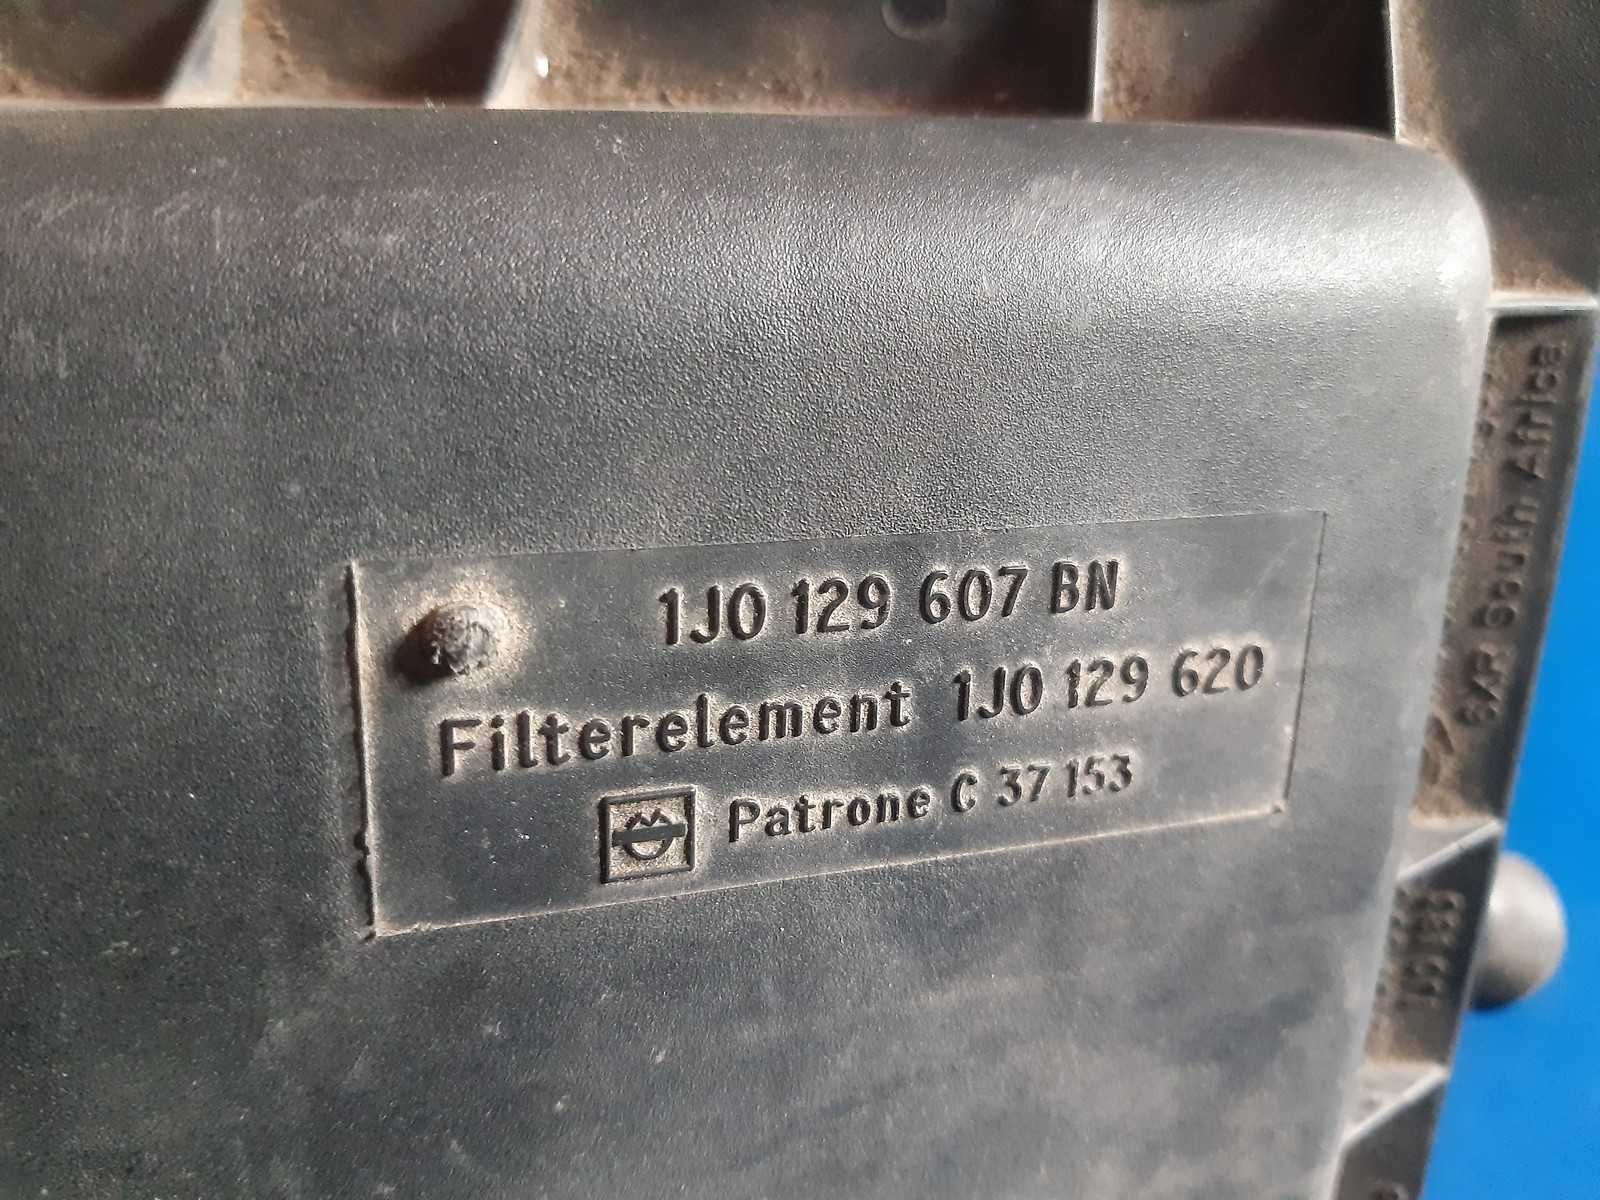 1J0 129 607 BN
Filterelement 1J0 129 620
Patrone C 37 153
South Africa